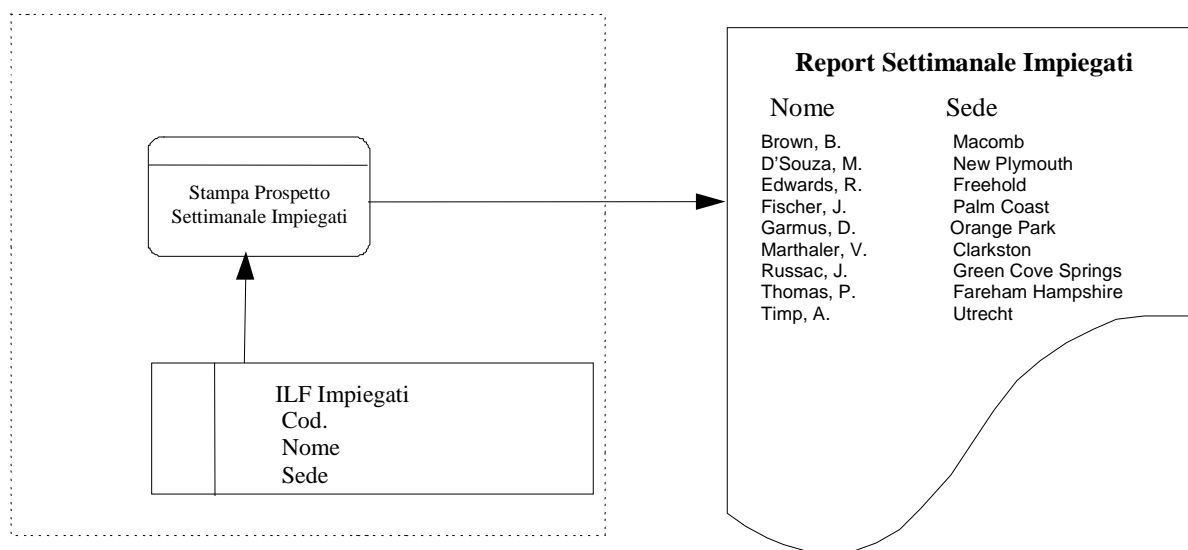 Stampa Prospetto
Settimanale Impiegati
ILF Impiegati
Cod.
Nome
Sede
Report Settimanale Impiegati
Nome Sede
Brown, B. Macomb
D'Souza, M. New Plymouth
Edwards, R. Freehold
Fischer, J. Palm Coast
Garmus, D. Orange Park
Marthaler, V. Clarkston
Russac, J. Green Cove Springs
Thomas, P. Fareham Hampshire
Timp, A. Utrecht